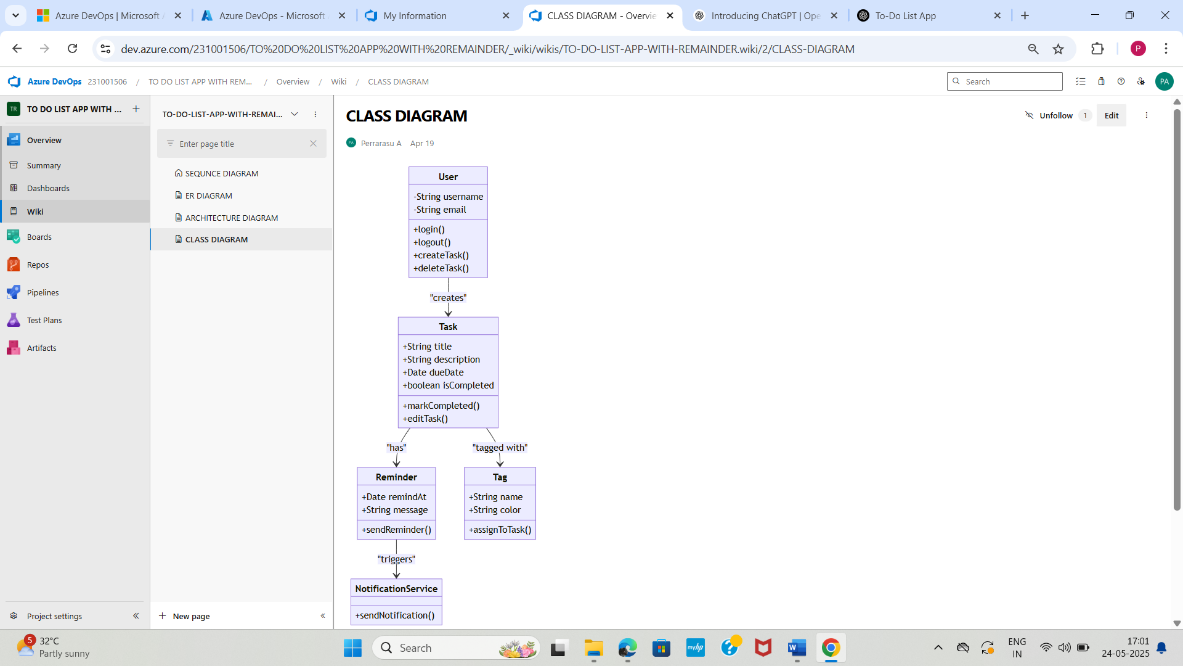 Azure DevOps | Microsoft
Azure DevOps - Microsoft
My Information
CLASS DIAGRAM - Overvie
Introducing ChatGPT | Ope
To-Do List App
dev.azure.com/231001506/TO%20DO%20LIST%20APP%20WITH%20REMAINDER/_wiki/wikis/TO-DO-LIST-APP-WITH-REMAINDER.wiki/2/CLASS-DIAGRAM
P
Azure DevOps 231001506 / TO DO LIST APP WITH REM... / Overview / Wiki / CLASS DIAGRAM
Search
PA
TR TO DO LIST APP WITH ... +
Overview
Summary
Dashboards
Wiki
Boards
Repos
Pipelines
Test Plans
Artifacts
Project settings
TO-DO-LIST-APP-WITH-REMAI...
Enter page title
SEQUNCE DIAGRAM
ER DIAGRAM
ARCHITECTURE DIAGRAM
CLASS DIAGRAM
+ New page
CLASS DIAGRAM
Unfollow 1 Edit
PA Perrarasu A Apr 19
User
-String username
-String email
+login()
+logout()
+createTask()
+deleteTask()
"creates"
Task
+String title
+String description
+Date dueDate
+boolean isCompleted
+markCompleted()
+editTask()
"has"
"tagged with"
Reminder
+Date remindAt
+String message
+sendReminder()
Tag
+String name
+String color
+assignToTask()
"triggers"
NotificationService
+sendNotification()
5
32°C
Partly sunny
Search
myhp
W
ENG
IN
17:01
24-05-2025